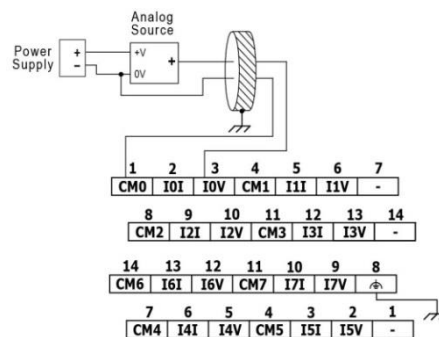 Analog
Source
Power
Supply
+
-
+V
0V
+
1 2 3 4 5 6 7
CM0 I0I I0V CM1 I1I I1V -
8 9 10 11 12 13 14
CM2 I2I I2V CM3 I3I I3V -
14 13 12 11 10 9 8
CM6 I6I I6V CM7 I7I I7V
7 6 5 4 3 2 1
CM4 I4I I4V CM5 I5I I5V -